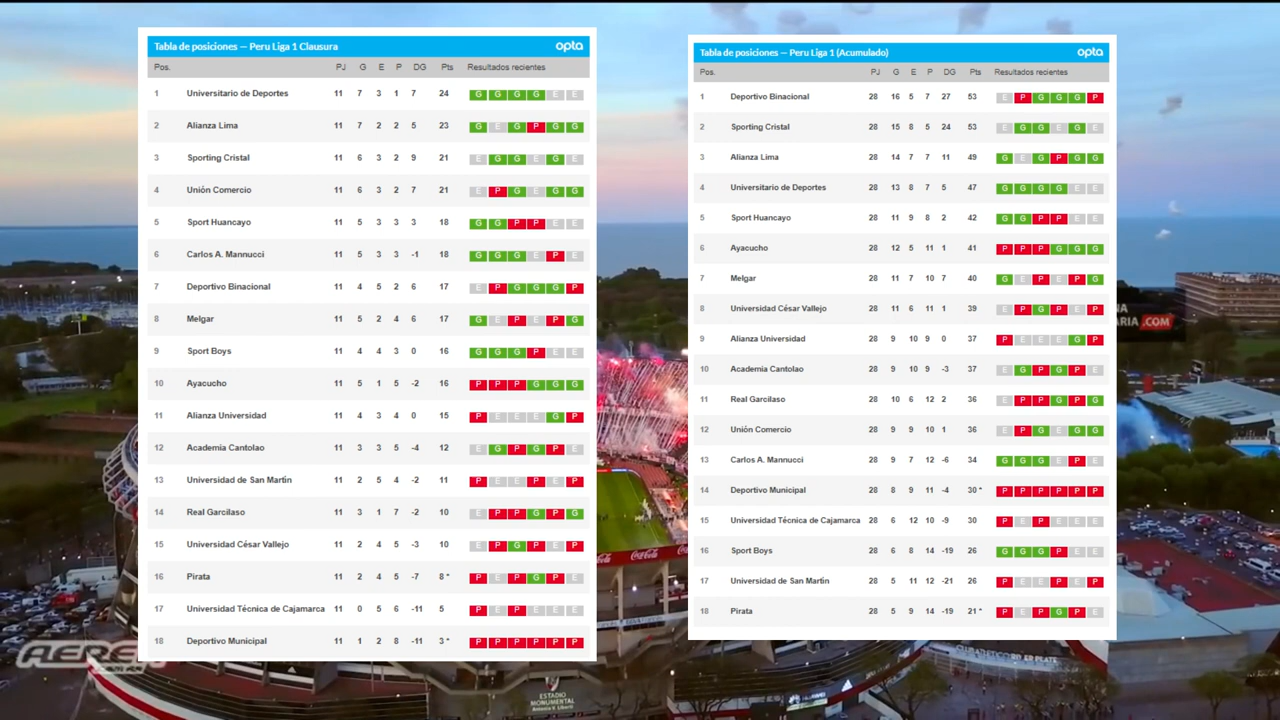 Tabla de posiciones — Peru Liga 1 Clausura opta
Pos. PJ G E P DG Pts Resultados recientes
1 Universitario de Deportes 11 7 3 1 7 24 G G G G E E
2 Alianza Lima 11 7 2 2 5 23 G E G P G G
3 Sporting Cristal 11 6 3 2 9 21 E G G E G E
4 Unión Comercio 11 6 3 2 7 21 E P G E G G
5 Sport Huancayo 11 5 3 3 3 18 G G P P E E
6 Carlos A. Mannucci 11 5 3 3 -1 18 G G G E P E
7 Deportivo Binacional 11 4 5 2 6 17 E P G G G P
8 Melgar 11 4 5 2 1 17 G E P E P G
9 Sport Boys 11 4 4 3 0 16 G G G P E E
10 Ayacucho 11 5 1 5 -2 16 P P P G G G
11 Alianza Universidad 11 4 3 4 0 15 P E E E G P
12 Academia Cantolao 11 3 3 5 -4 12 E G P G P E
13 Universidad de San Martín 11 2 5 4 -2 11 P E E P E P
14 Real Garcilaso 11 3 1 7 -2 10 E P P G P G
15 Universidad César Vallejo 11 2 4 5 -3 10 E P G P E P
16 Pirata 11 2 4 5 -7 8 * P E P G P E
17 Universidad Técnica de Cajamarca 11 0 5 6 -11 5 P E P E E E
18 Deportivo Municipal 11 1 2 8 -11 3 * P P P P P P
Tabla de posiciones — Peru Liga 1 (Acumulado) opta
Pos. PJ G E P DG Pts Resultados recientes
1 Deportivo Binacional 28 16 5 7 27 53 E P G G G P
2 Sporting Cristal 28 15 8 5 24 53 E G G E G E
3 Alianza Lima 28 14 7 7 11 49 G E G P G G
4 Universitario de Deportes 28 13 8 7 5 47 G G G G E E
5 Sport Huancayo 28 11 9 8 2 42 G G P P E E
6 Ayacucho 28 12 5 11 1 41 P P P G G G
7 Melgar 28 11 7 10 7 40 G E P E P G
8 Universidad César Vallejo 28 11 6 11 1 39 E P G P E P
9 Alianza Universidad 28 9 10 9 0 37 P E E E G P
10 Academia Cantolao 28 9 10 9 -3 37 E G P G P E
11 Real Garcilaso 28 10 6 12 2 36 E P P G P G
12 Unión Comercio 28 9 9 10 1 36 E P G E G G
13 Carlos A. Mannucci 28 9 7 12 -6 34 G G G E P E
14 Deportivo Municipal 28 8 9 11 -4 30 * P P P P P P
15 Universidad Técnica de Cajamarca 28 6 12 10 -9 30 P E P E E E
16 Sport Boys 28 6 8 14 -19 26 G G G P E E
17 Universidad de San Martín 28 5 11 12 -21 26 P E E P E P
18 Pirata 28 5 9 14 -19 21 * P E P G P E
.COM
Coca-Cola
Coca-Cola
ESTADIO
MONUMENTAL